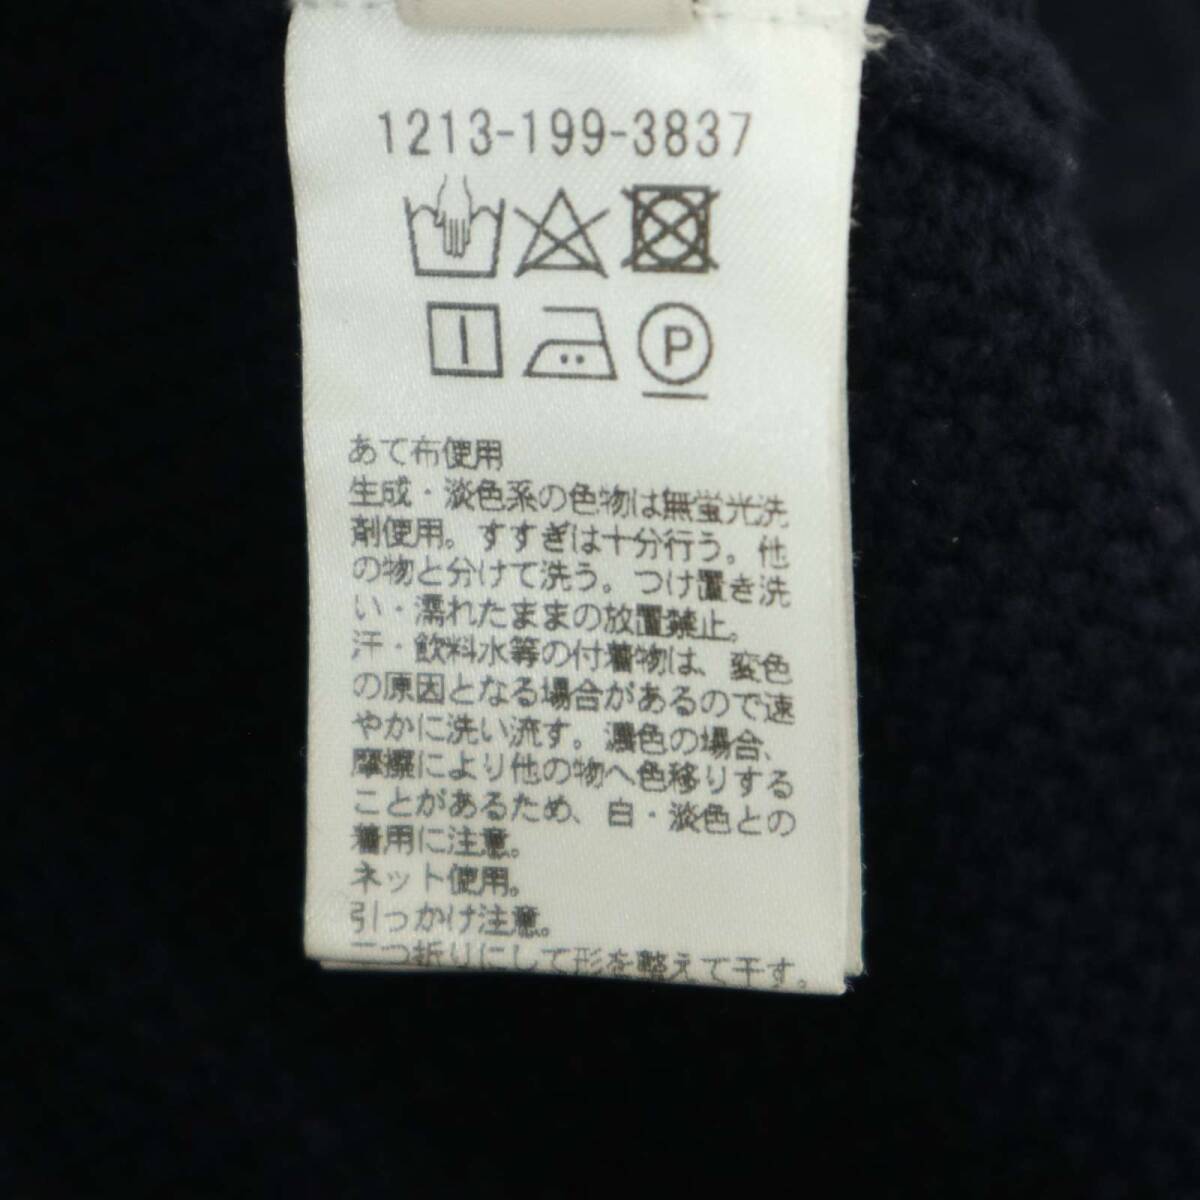 1213-199-3837
P
あて布使用
生成・淡色系の色物は無蛍光洗
剤使用。すすぎは十分行う。他
の物と分けて洗う。つけ置き洗
い・濡れたままの放置禁止。
汗・飲料水等の付着物は、変色
の原因となる場合があるので速
やかに洗い流す。濃色の場合、
摩擦により他の物へ色移りする
ことがあるため、白・淡色との
着用に注意。
ネット使用。
引っかけ注意。
二つ折りにして形を整えて干す。